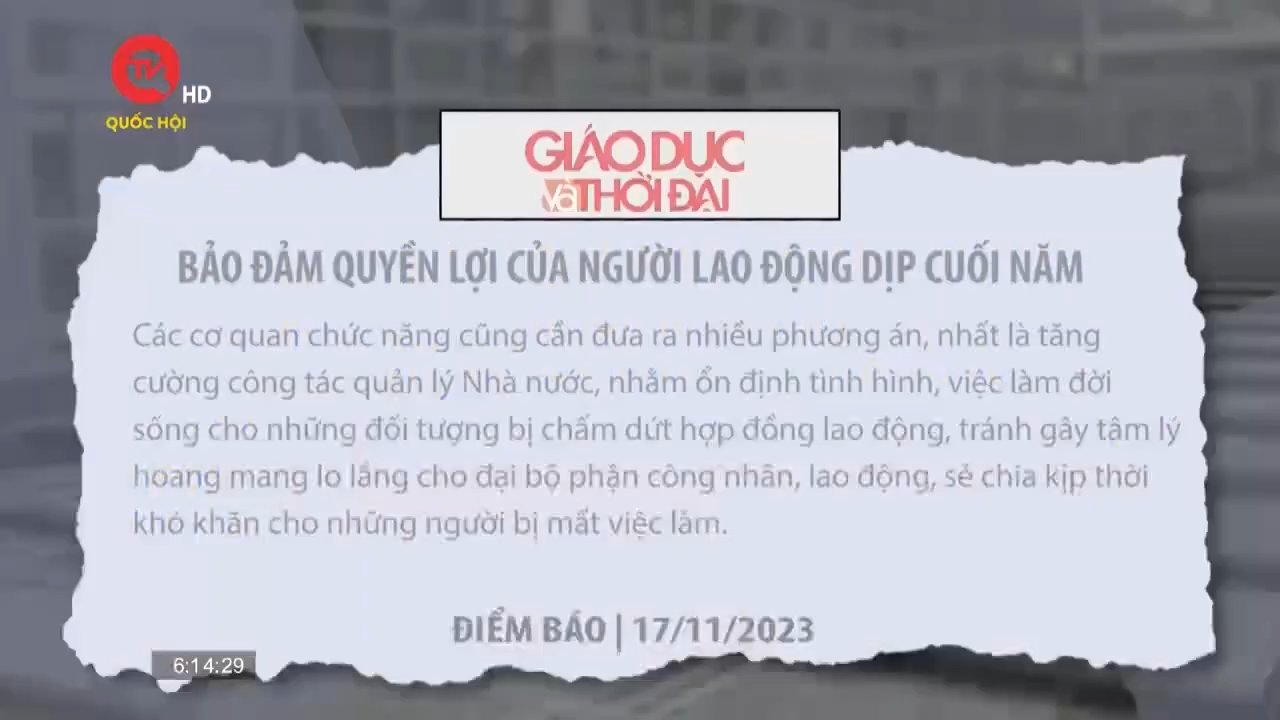 HD
QUỐC HỘI
GIÁO DỤC
và THỜI ĐẠI
BẢO ĐẢM QUYỀN LỢI CỦA NGƯỜI LAO ĐỘNG DỊP CUỐI NĂM
Các cơ quan chức năng cũng cần đưa ra nhiều phương án, nhất là tăng
cường công tác quản lý Nhà nước, nhằm ổn định tình hình, việc làm đời
sống cho những đối tượng bị chấm dứt hợp đồng lao động, tránh gây tâm lý
hoang mang lo lắng cho đại bộ phận công nhân, lao động, sẻ chia kịp thời
khó khăn cho những người bị mất việc làm.
ĐIỂM BÁO | 17/11/2023
6:14:29